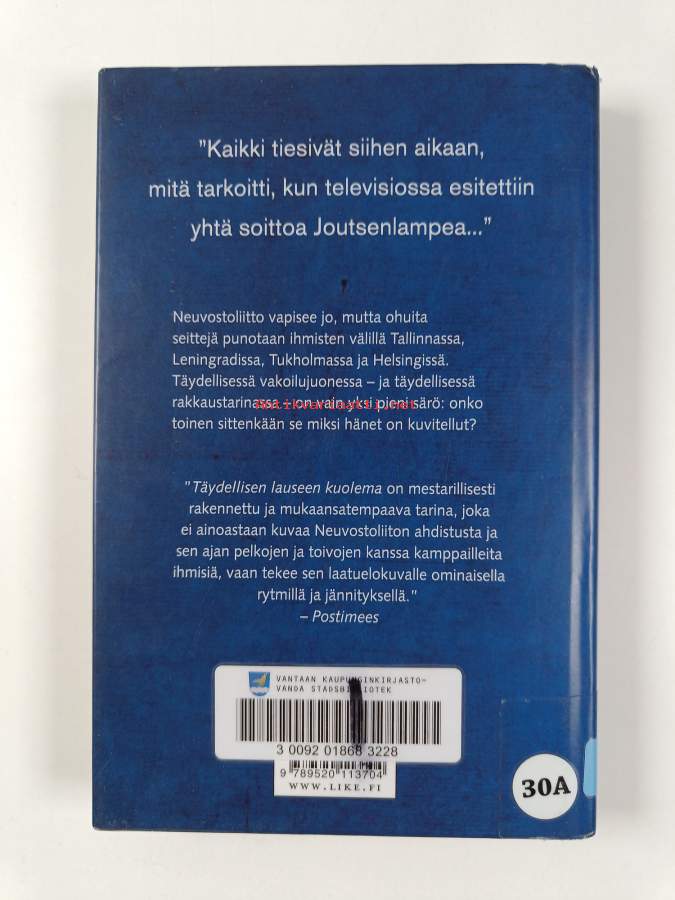 "Kaikki tiesivät siihen aikaan,
mitä tarkoitti, kun televisiossa esitettiin
yhtä soittoa Joutsenlampea..."
Neuvostoliitto vapisee jo, mutta ohuita
seittejä punotaan ihmisten välillä Tallinnassa,
Leningradissa, Tukholmassa ja Helsingissä.
Täydellisessä vakoilujuonessa – ja täydellisessä
rakkaustarinassa – on vain yksi pieni särö: onko
Antikvariaatti.net
toinen sittenkään se miksi hänet on kuvitellut?
"Täydellisen lauseen kuolema on mestarillisesti
rakennettu ja mukaansatempaava tarina, joka
ei ainoastaan kuvaa Neuvostoliiton ahdistusta ja
sen ajan pelkojen ja toivojen kanssa kamppailleita
ihmisiä, vaan tekee sen laatuelokuvalle ominaisella
rytmillä ja jännityksellä."
– Postimees
VANTAAN KAUPUNGINKIRJASTO-
VANDA STADSBIBLIOTEK
3 0092 01868 3228
9 789520 113704
WWW.LIKE.FI
30A